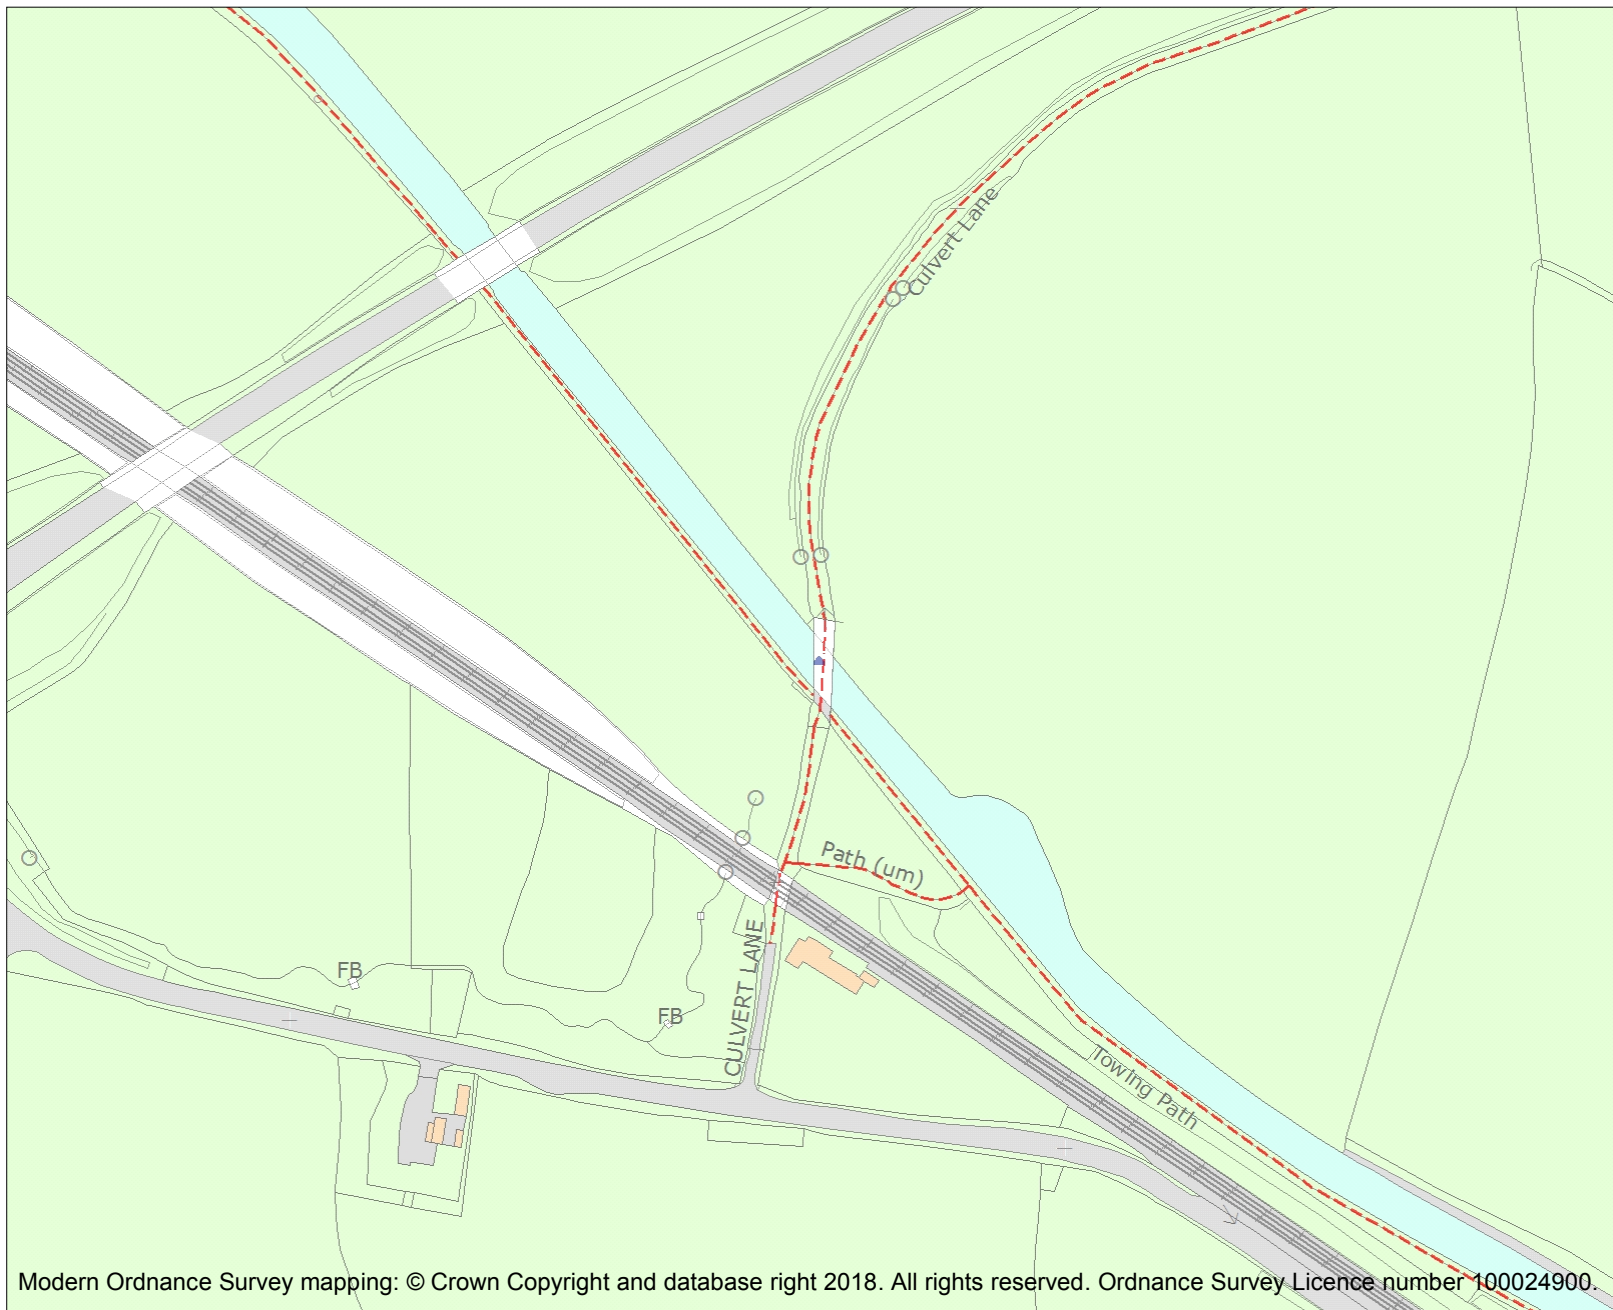 Culvert Lane
Path (um)
CULVERT LANE
FB
FB
Towing Path
Modern Ordnance Survey mapping: © Crown Copyright and database right 2018. All rights reserved. Ordnance Survey Licence number 100024900.